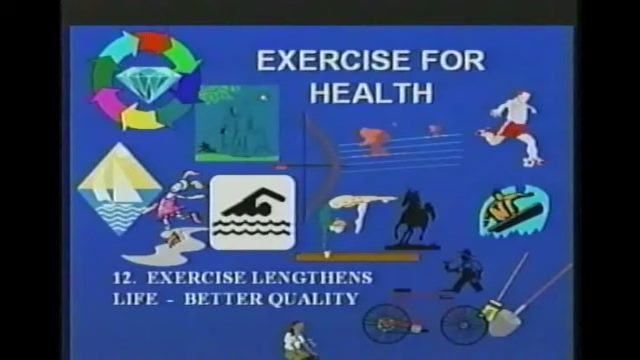 EXERCISE FOR
HEALTH
12. EXERCISE LENGTHENS
LIFE - BETTER QUALITY